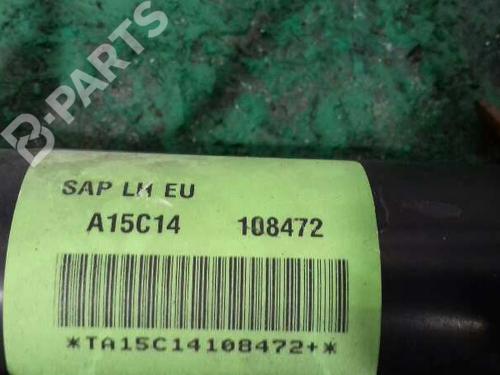 B-PARTS
SAP LH EU
A15C14 108472
*TA15C14108472+*